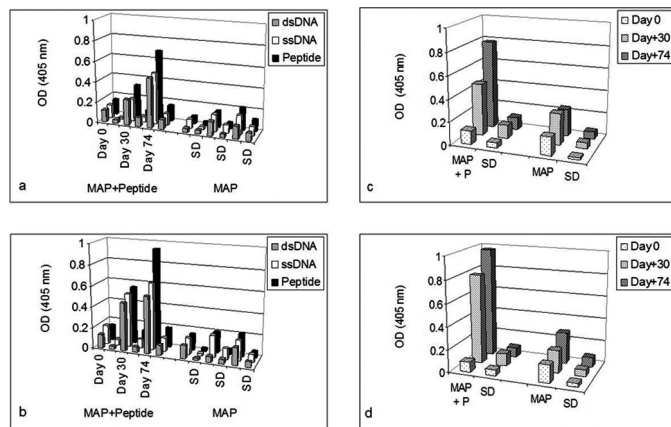 OD (405 nm)
1
0.8
0.6
0.4
0.2
0
Day 0
Day 30
Day 74
SD
SD
SD
MAP+Peptide
MAP
dsDNA
ssDNA
Peptide
a
OD (405 nm)
1
0.8
0.6
0.4
0.2
0
MAP + P
SD
MAP
SD
Day 0
Day+30
Day+74
c
OD (405 nm)
1
0.8
0.6
0.4
0.2
0
Day 0
Day 30
Day 74
SD
SD
SD
MAP+Peptide
MAP
dsDNA
ssDNA
Peptide
b
OD (405 nm)
1
0.8
0.6
0.4
0.2
0
MAP + P
SD
MAP
SD
Day 0
Day+30
Day+74
d